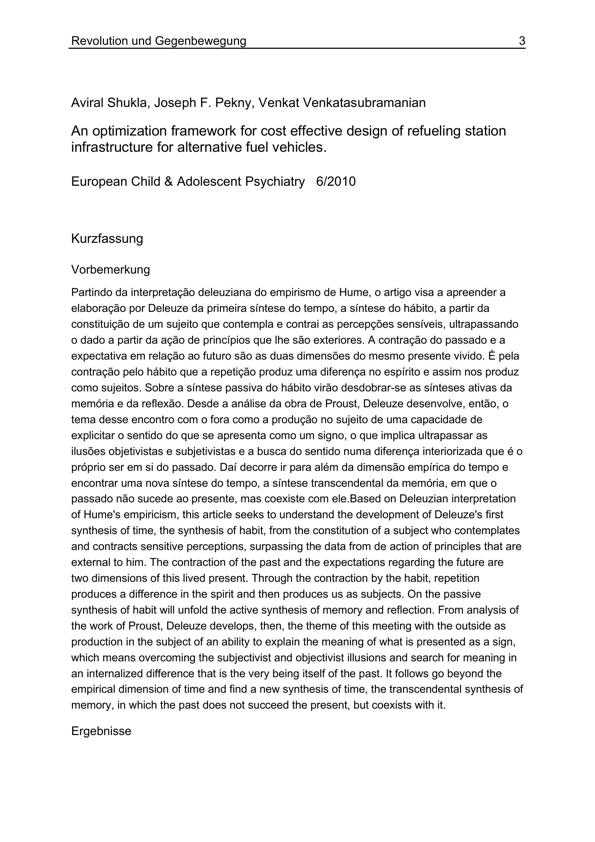 Revolution und Gegenbewegung 3
Aviral Shukla, Joseph F. Pekny, Venkat Venkatasubramanian
An optimization framework for cost effective design of refueling station
infrastructure for alternative fuel vehicles.
European Child & Adolescent Psychiatry 6/2010
Kurzfassung
Vorbemerkung
Partindo da interpretação deleuziana do empirismo de Hume, o artigo visa a apreender a
elaboração por Deleuze da primeira síntese do tempo, a síntese do hábito, a partir da
constituição de um sujeito que contempla e contrai as percepções sensíveis, ultrapassando
o dado a partir da ação de princípios que lhe são exteriores. A contração do passado e a
expectativa em relação ao futuro são as duas dimensões do mesmo presente vivido. É pela
contração pelo hábito que a repetição produz uma diferença no espírito e assim nos produz
como sujeitos. Sobre a síntese passiva do hábito virão desdobrar-se as sínteses ativas da
memória e da reflexão. Desde a análise da obra de Proust, Deleuze desenvolve, então, o
tema desse encontro com o fora como a produção no sujeito de uma capacidade de
explicitar o sentido do que se apresenta como um signo, o que implica ultrapassar as
ilusões objetivistas e subjetivistas e a busca do sentido numa diferença interiorizada que é o
próprio ser em si do passado. Daí decorre ir para além da dimensão empírica do tempo e
encontrar uma nova síntese do tempo, a síntese transcendental da memória, em que o
passado não sucede ao presente, mas coexiste com ele.Based on Deleuzian interpretation
of Hume's empiricism, this article seeks to understand the development of Deleuze's first
synthesis of time, the synthesis of habit, from the constitution of a subject who contemplates
and contracts sensitive perceptions, surpassing the data from de action of principles that are
external to him. The contraction of the past and the expectations regarding the future are
two dimensions of this lived present. Through the contraction by the habit, repetition
produces a difference in the spirit and then produces us as subjects. On the passive
synthesis of habit will unfold the active synthesis of memory and reflection. From analysis of
the work of Proust, Deleuze develops, then, the theme of this meeting with the outside as
production in the subject of an ability to explain the meaning of what is presented as a sign,
which means overcoming the subjectivist and objectivist illusions and search for meaning in
an internalized difference that is the very being itself of the past. It follows go beyond the
empirical dimension of time and find a new synthesis of time, the transcendental synthesis of
memory, in which the past does not succeed the present, but coexists with it.
Ergebnisse